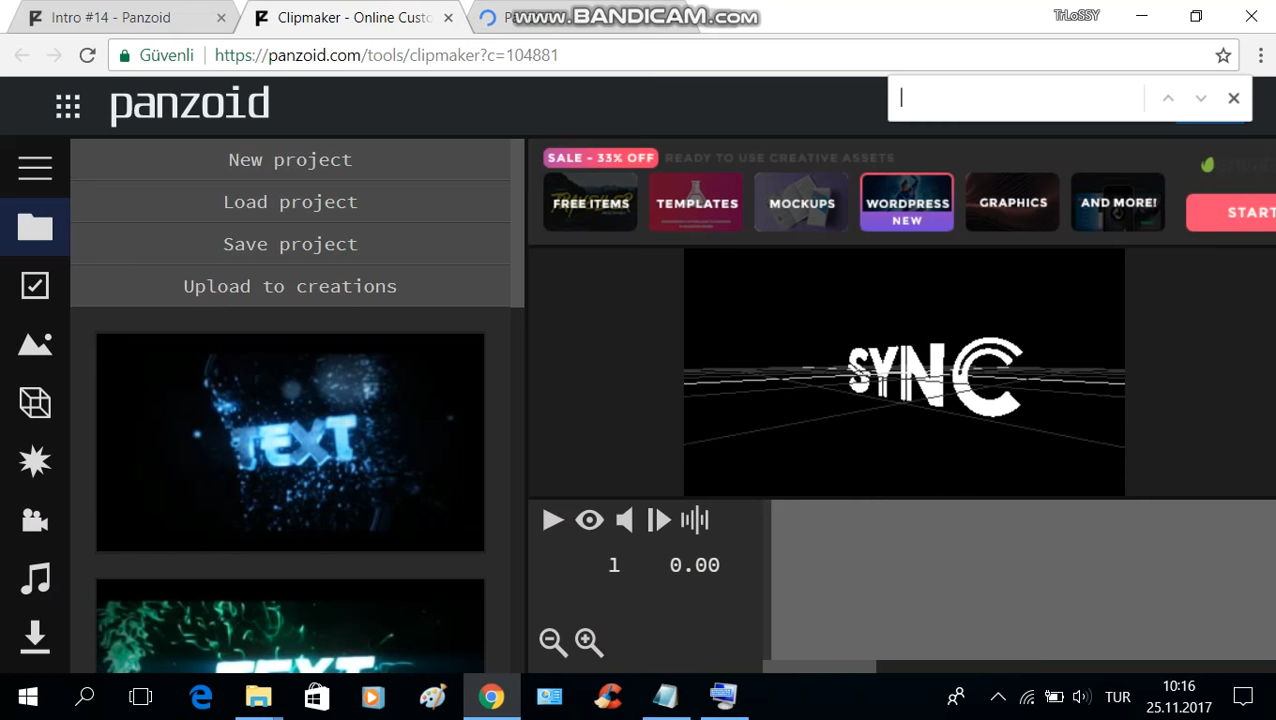 Intro #14 - Panzoid
Clipmaker - Online Custo
www.BANDICAM.com
TrLoSSY
Güvenli
https://panzoid.com/tools/clipmaker?c=104881
panzoid
New project
Load project
Save project
Upload to creations
SALE - 33% OFF READY TO USE CREATIVE ASSETS
FREE ITEMS
TEMPLATES
MOCKUPS
WORDPRESS
NEW
GRAPHICS
AND MORE!
START
TEXT
SYNC
1 0.00
TEXT
TUR
10:16
25.11.2017